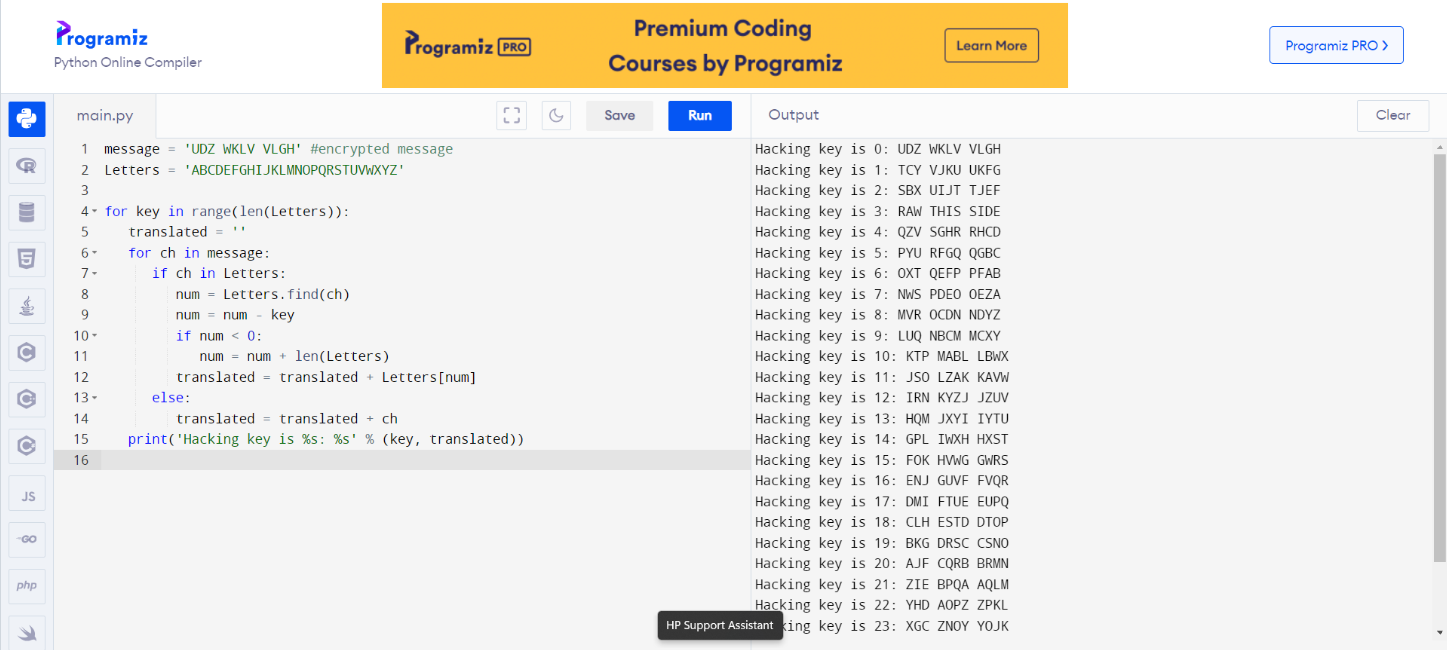 Programiz
Python Online Compiler
Programiz PRO
Premium Coding
Courses by Programiz
Learn More
Programiz PRO
main.py
Save
Run
Output
Clear
1 message = 'UDZ WKLV VLGH' #encrypted message
2 Letters = 'ABCDEFGHIJKLMNOPQRSTUVWXYZ'
3
4 for key in range(len(Letters)):
5 translated = ''
6 for ch in message:
7 if ch in Letters:
8 num = Letters.find(ch)
9 num = num - key
10 if num < 0:
11 num = num + len(Letters)
12 translated = translated + Letters[num]
13 else:
14 translated = translated + ch
15 print('Hacking key is %s: %s' % (key, translated))
16
Hacking key is 0: UDZ WKLV VLGH
Hacking key is 1: TCY VJKU UKFG
Hacking key is 2: SBX UIJT TJEF
Hacking key is 3: RAW THIS SIDE
Hacking key is 4: QZV SGHR RHCD
Hacking key is 5: PYU RFGQ QGBC
Hacking key is 6: OXT QEFP PFAB
Hacking key is 7: NWS PDEO OEZA
Hacking key is 8: MVR OCDN NDYZ
Hacking key is 9: LUQ NBCM MCXY
Hacking key is 10: KTP MABL LBWX
Hacking key is 11: JSO LZAK KAVW
Hacking key is 12: IRN KYZJ JZUV
Hacking key is 13: HQM JXYI IYTU
Hacking key is 14: GPL IWXH HXST
Hacking key is 15: FOK HVWG GWRS
Hacking key is 16: ENJ GUVF FVQR
Hacking key is 17: DMI FTUE EUPQ
Hacking key is 18: CLH ESTD DTOP
Hacking key is 19: BKG DRSC CSNO
Hacking key is 20: AJF CQRB BRMN
Hacking key is 21: ZIE BPQA AQLM
Hacking key is 22: YHD AOPZ ZPKL
king key is 23: XGC ZNOY YOJK
HP Support Assistant
R
5
C
C
C
JS
GO
php